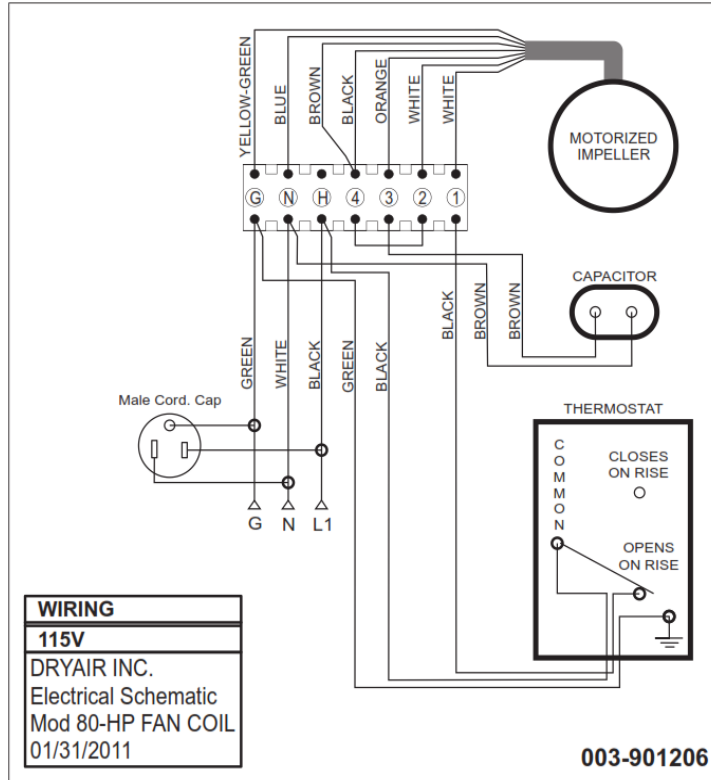 YELLOW-GREEN
BLUE
BROWN
BLACK
ORANGE
WHITE
WHITE
MOTORIZED
IMPELLER
G N H 4 3 2 1
CAPACITOR
GREEN
WHITE
BLACK
GREEN
BLACK
BLACK
BROWN
BROWN
Male Cord. Cap
G N L1
THERMOSTAT
COMMON
CLOSES
ON RISE
OPENS
ON RISE
WIRING
115V
DRYAIR INC.
Electrical Schematic
Mod 80-HP FAN COIL
01/31/2011
003-901206